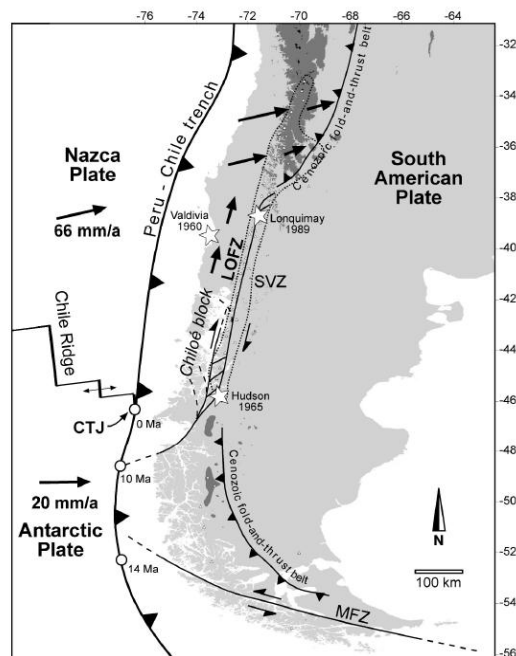 -76 -74 -72 -70 -68 -66 -64
-32
-34
-36
-38
-40
-42
-44
-46
-48
-50
-52
-54
-56
Peru - Chile trench
Cenozoic fold-and-thrust belt
Nazca
Plate
66 mm/a
South
American
Plate
Valdivia
1960
Lonquimay
1989
LOFZ
SVZ
Chiloé block
Chile
Ridge
Hudson
1965
CTJ
0 Ma
10 Ma
20 mm/a
Antarctic
Plate
14 Ma
Cenozoic fold-and-thrust belt
N
100 km
MFZ